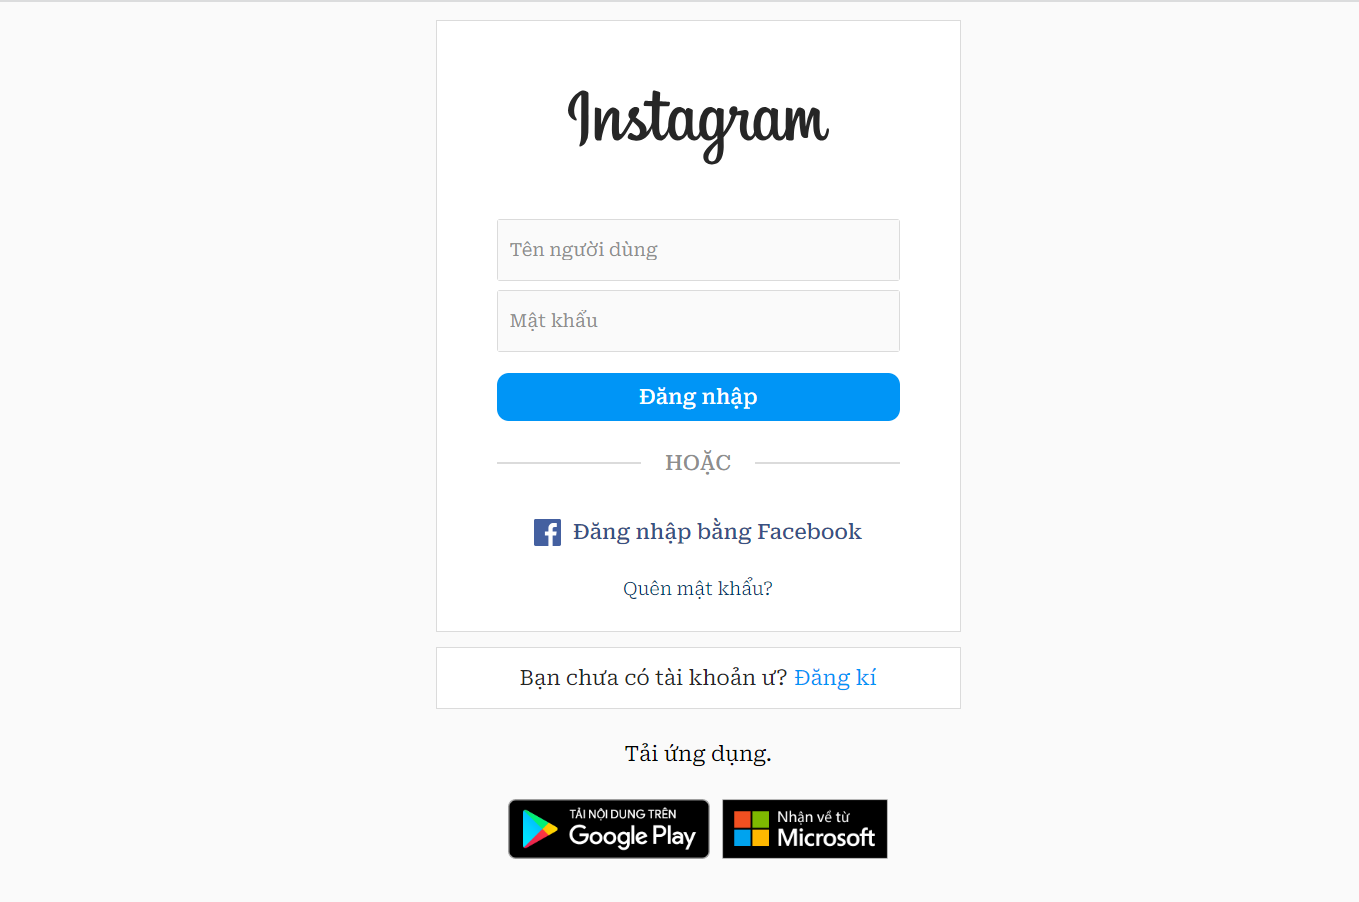 Instagram
Tên người dùng
Mật khẩu
Đăng nhập
HOẶC
Đăng nhập bằng Facebook
Quên mật khẩu?
Bạn chưa có tài khoản ư? Đăng kí
Tải ứng dụng.
TẢI NỘI DUNG TRÊN
Google Play
Nhận về từ
Microsoft